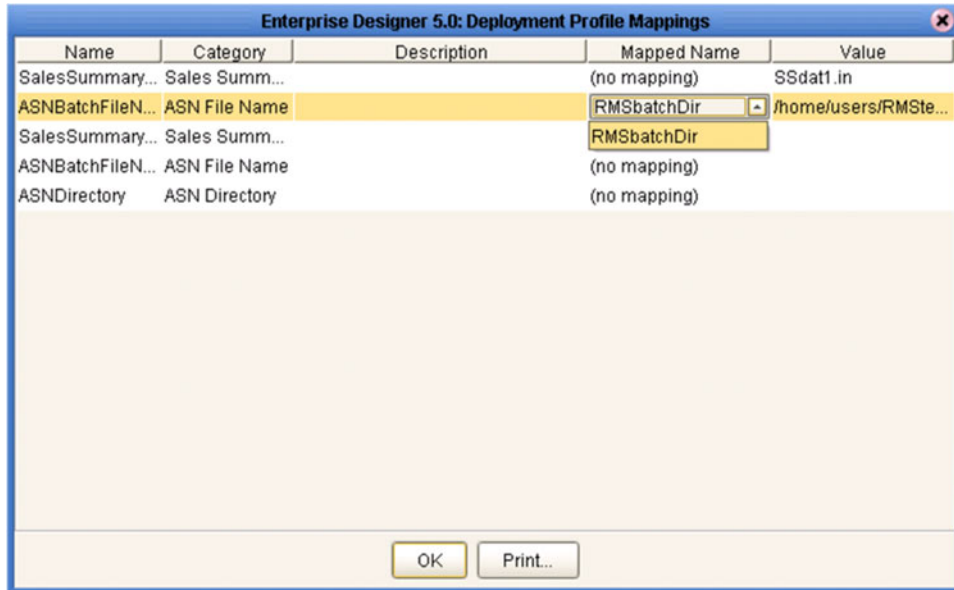 Enterprise Designer 5.0: Deployment Profile Mappings
Name Category Description Mapped Name Value
SalesSummary... Sales Summ... (no mapping) SSdat1.in
ASNBatchFileN... ASN File Name RMSbatchDir /home/users/RMSte...
SalesSummary... Sales Summ... RMSbatchDir
ASNBatchFileN... ASN File Name (no mapping)
ASNDirectory ASN Directory (no mapping)
OK Print...